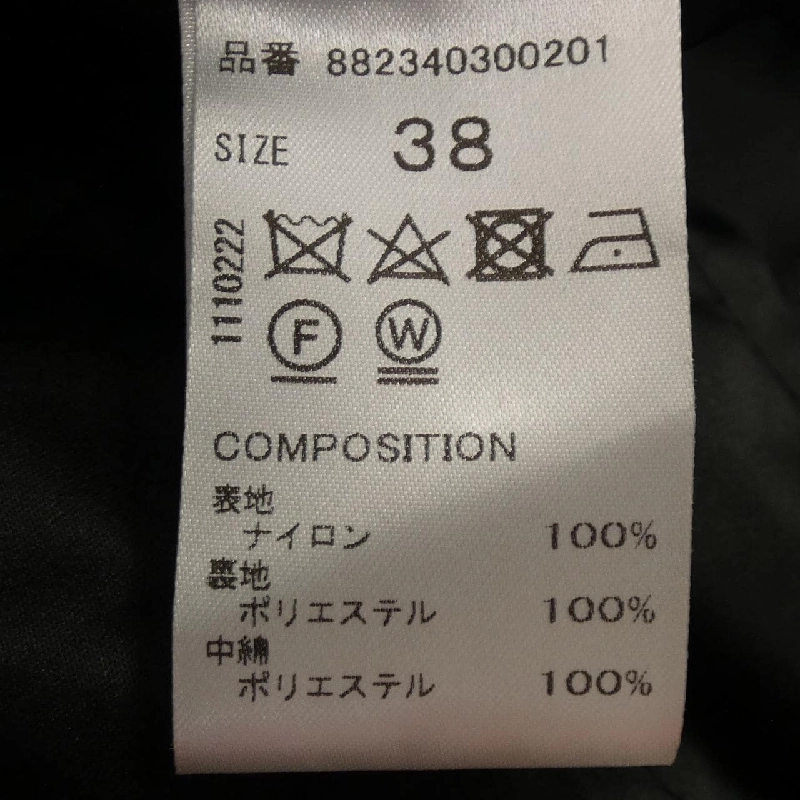 品番 882340300201
SIZE 38
1110222
F W
COMPOSITION
表地
ナイロン 100%
裏地
ポリエステル 100%
中綿
ポリエステル 100%